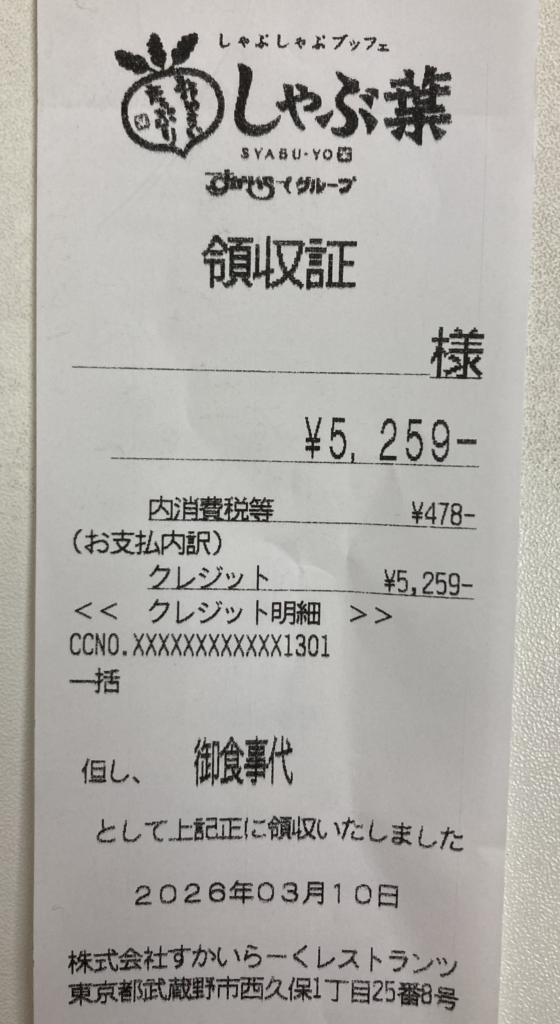 しゃぶしゃぶブッフェ
しゃぶ葉
SYABU-YO
すかいらーくグループ
領収証
様
¥5,259-
内消費税等 ¥478-
(お支払内訳)
クレジット ¥5,259-
<< クレジット明細 >>
CCNO.XXXXXXXXXXXX1301
一括
但し、 御食事代
として上記正に領収いたしました
2026年03月10日
株式会社すかいらーくレストランツ
東京都武蔵野市西久保1丁目25番8号